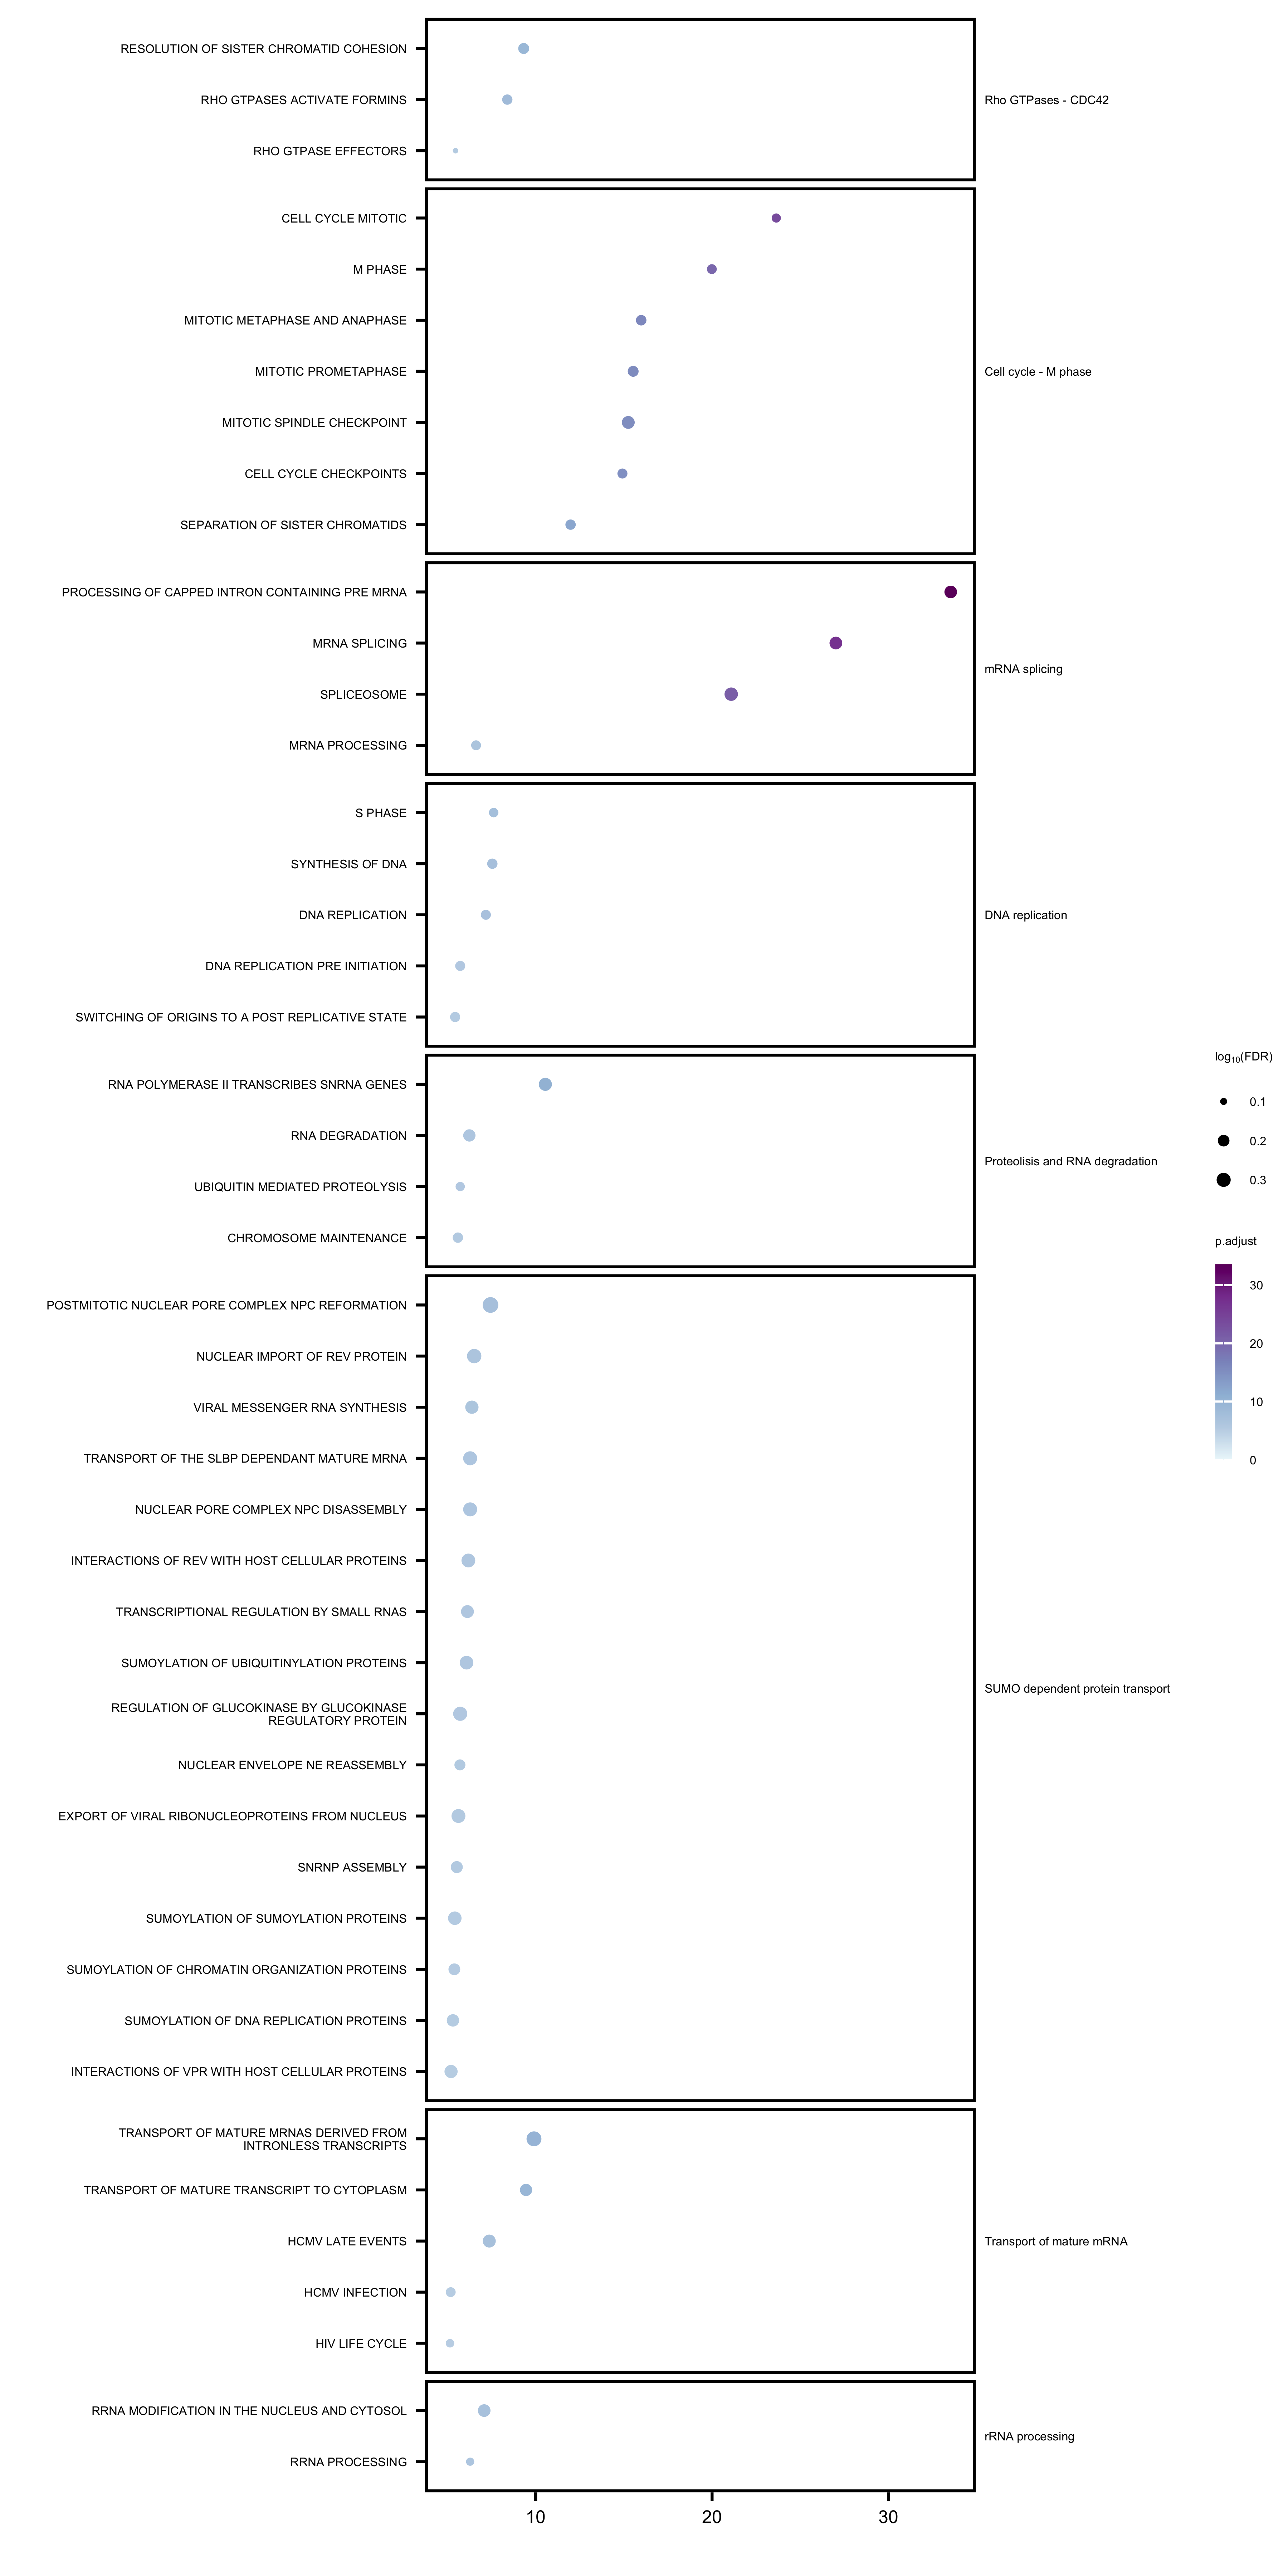 RESOLUTION OF SISTER CHROMATID COHESION
RHO GTPASES ACTIVATE FORMINS
RHO GTPASE EFFECTORS
Rho GTPases - CDC42
CELL CYCLE MITOTIC
M PHASE
MITOTIC METAPHASE AND ANAPHASE
MITOTIC PROMETAPHASE
MITOTIC SPINDLE CHECKPOINT
CELL CYCLE CHECKPOINTS
SEPARATION OF SISTER CHROMATIDS
Cell cycle - M phase
PROCESSING OF CAPPED INTRON CONTAINING PRE MRNA
MRNA SPLICING
SPLICEOSOME
MRNA PROCESSING
mRNA splicing
S PHASE
SYNTHESIS OF DNA
DNA REPLICATION
DNA REPLICATION PRE INITIATION
SWITCHING OF ORIGINS TO A POST REPLICATIVE STATE
DNA replication
RNA POLYMERASE II TRANSCRIBES SNRNA GENES
RNA DEGRADATION
UBIQUITIN MEDIATED PROTEOLYSIS
CHROMOSOME MAINTENANCE
Proteolisis and RNA degradation
POSTMITOTIC NUCLEAR PORE COMPLEX NPC REFORMATION
NUCLEAR IMPORT OF REV PROTEIN
VIRAL MESSENGER RNA SYNTHESIS
TRANSPORT OF THE SLBP DEPENDANT MATURE MRNA
NUCLEAR PORE COMPLEX NPC DISASSEMBLY
INTERACTIONS OF REV WITH HOST CELLULAR PROTEINS
TRANSCRIPTIONAL REGULATION BY SMALL RNAS
SUMOYLATION OF UBIQUITINYLATION PROTEINS
REGULATION OF GLUCOKINASE BY GLUCOKINASE
REGULATORY PROTEIN
NUCLEAR ENVELOPE NE REASSEMBLY
EXPORT OF VIRAL RIBONUCLEOPROTEINS FROM NUCLEUS
SNRNP ASSEMBLY
SUMOYLATION OF SUMOYLATION PROTEINS
SUMOYLATION OF CHROMATIN ORGANIZATION PROTEINS
SUMOYLATION OF DNA REPLICATION PROTEINS
INTERACTIONS OF VPR WITH HOST CELLULAR PROTEINS
SUMO dependent protein transport
TRANSPORT OF MATURE MRNAS DERIVED FROM
INTRONLESS TRANSCRIPTS
TRANSPORT OF MATURE TRANSCRIPT TO CYTOPLASM
HCMV LATE EVENTS
HCMV INFECTION
HIV LIFE CYCLE
Transport of mature mRNA
RRNA MODIFICATION IN THE NUCLEUS AND CYTOSOL
RRNA PROCESSING
rRNA processing
10 20 30
log₁₀(FDR)
0.1
0.2
0.3
p.adjust
30
20
10
0